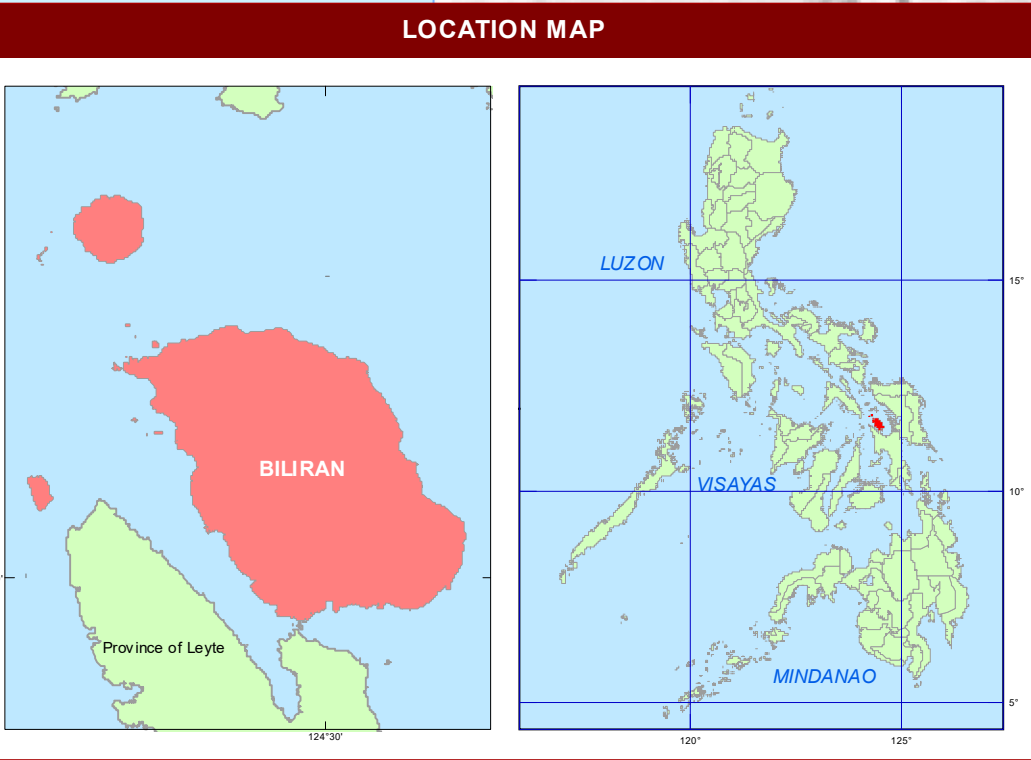 LOCATION MAP
BILIRAN
Province of Leyte
124°30'
LUZON
15°
VISAYAS
10°
MINDANAO
5°
120°
125°